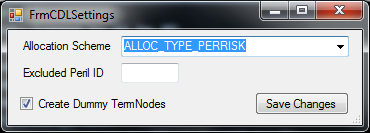 FrmCDLSettings
Allocation Scheme ALLOC_TYPE_PERRISK
Excluded Peril ID
Create Dummy TermNodes Save Changes